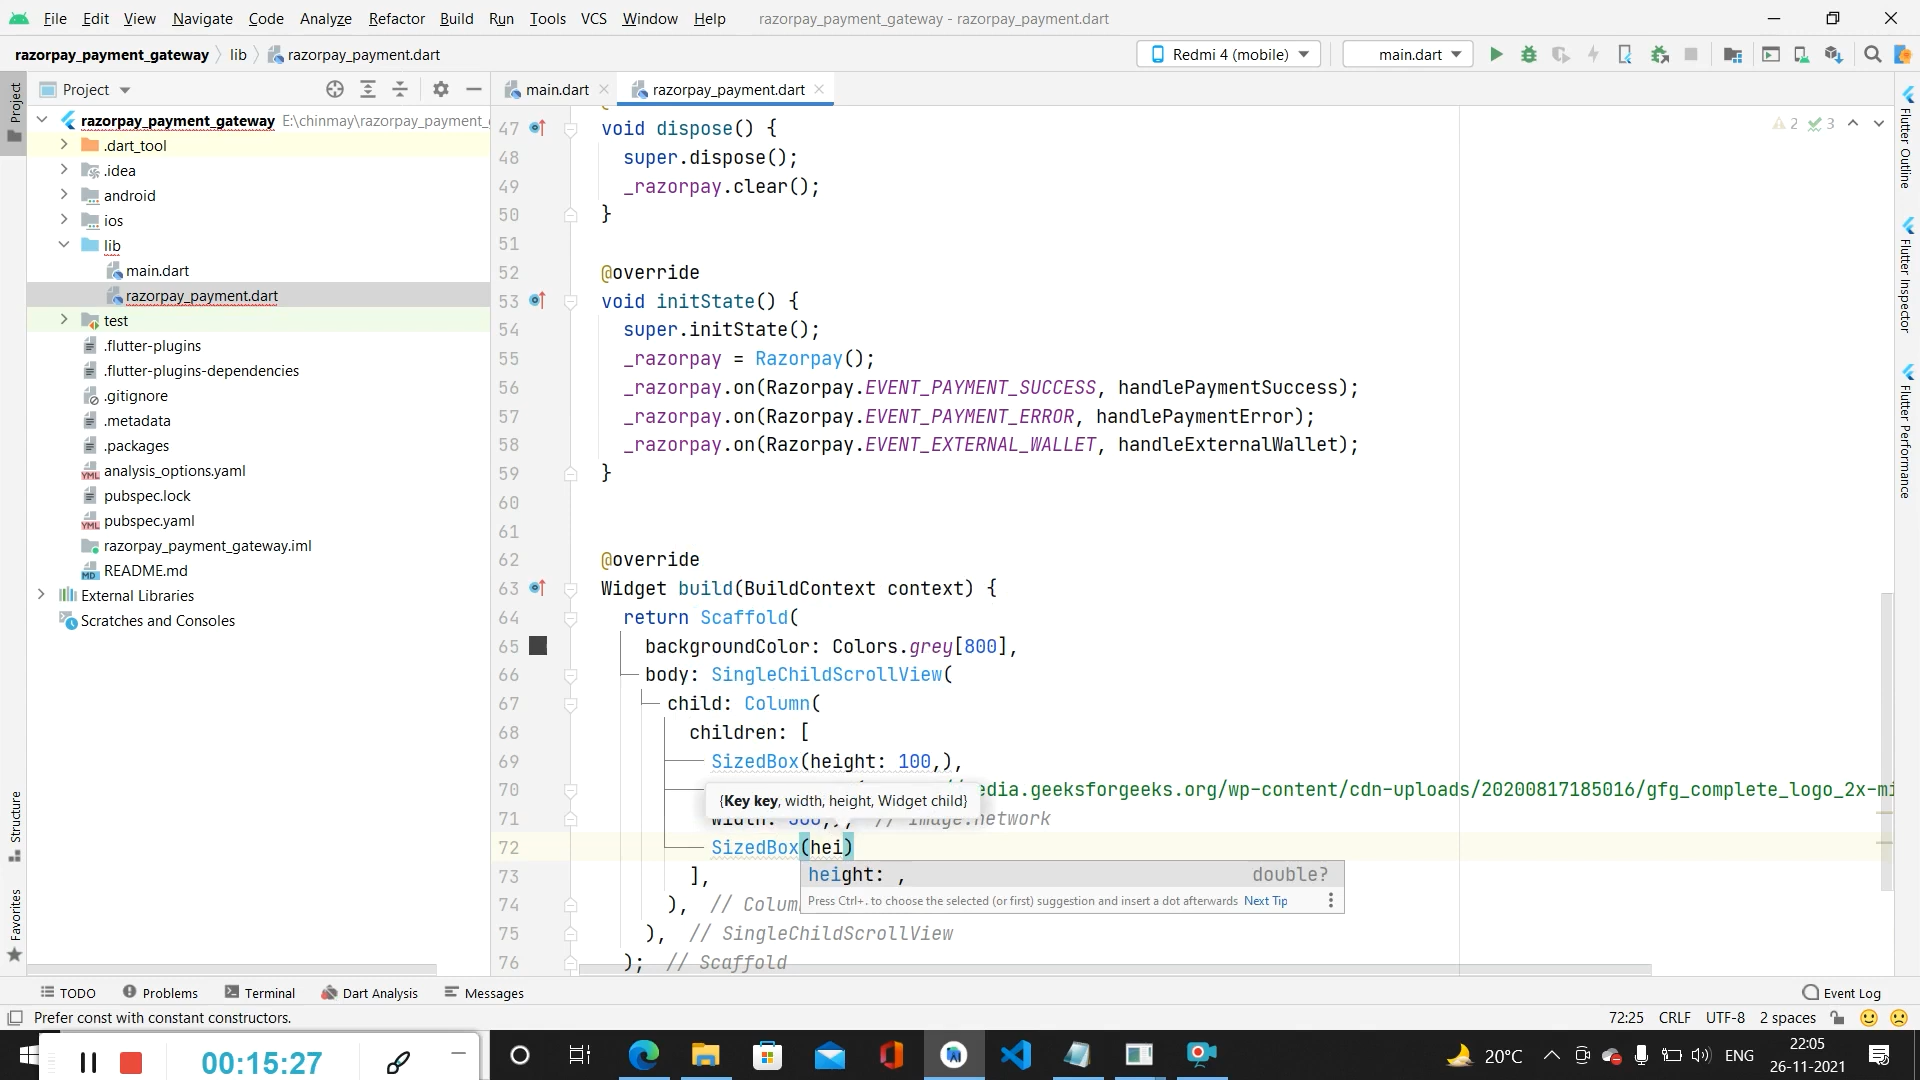 File Edit View Navigate Code Analyze Refactor Build Run Tools VCS Window Help razorpay_payment_gateway - razorpay_payment.dart
razorpay_payment_gateway lib razorpay_payment.dart Redmi 4 (mobile) main.dart
Project
Project
main.dart
razorpay_payment.dart
razorpay_payment_gateway E:\chinmay\razorpay_payment_
.dart_tool
.idea
android
ios
lib
main.dart
razorpay_payment.dart
test
.flutter-plugins
.flutter-plugins-dependencies
.gitignore
.metadata
.packages
analysis_options.yaml
pubspec.lock
pubspec.yaml
razorpay_payment_gateway.iml
README.md
External Libraries
Scratches and Consoles
Structure
Favorites
2 3
47 void dispose() {
48 super.dispose();
49 _razorpay.clear();
50 }
51
52 @override
53 void initState() {
54 super.initState();
55 _razorpay = Razorpay();
56 _razorpay.on(Razorpay.EVENT_PAYMENT_SUCCESS, handlePaymentSuccess);
57 _razorpay.on(Razorpay.EVENT_PAYMENT_ERROR, handlePaymentError);
58 _razorpay.on(Razorpay.EVENT_EXTERNAL_WALLET, handleExternalWallet);
59 }
60
61
62 @override
63 Widget build(BuildContext context) {
64 return Scaffold(
65 backgroundColor: Colors.grey[800],
66 body: SingleChildScrollView(
67 child: Column(
68 children: [
69 SizedBox(height: 100,),
70 edia.geeksforgeeks.org/wp-content/cdn-uploads/20200817185016/gfg_complete_logo_2x-mi
{Key key, width, height, Widget child}
71 // Image.network
72 SizedBox(hei)
73 ],
height: , double?
Press Ctrl+. to choose the selected (or first) suggestion and insert a dot afterwards Next Tip
74 ), // Colum
75 ), // SingleChildScrollView
76 ); // Scaffold
Flutter Outline
Flutter Inspector
Flutter Performance
TODO Problems Terminal Dart Analysis Messages Event Log
Prefer const with constant constructors. 72:25 CRLF UTF-8 2 spaces
00:15:27
20°C ENG
22:05
26-11-2021